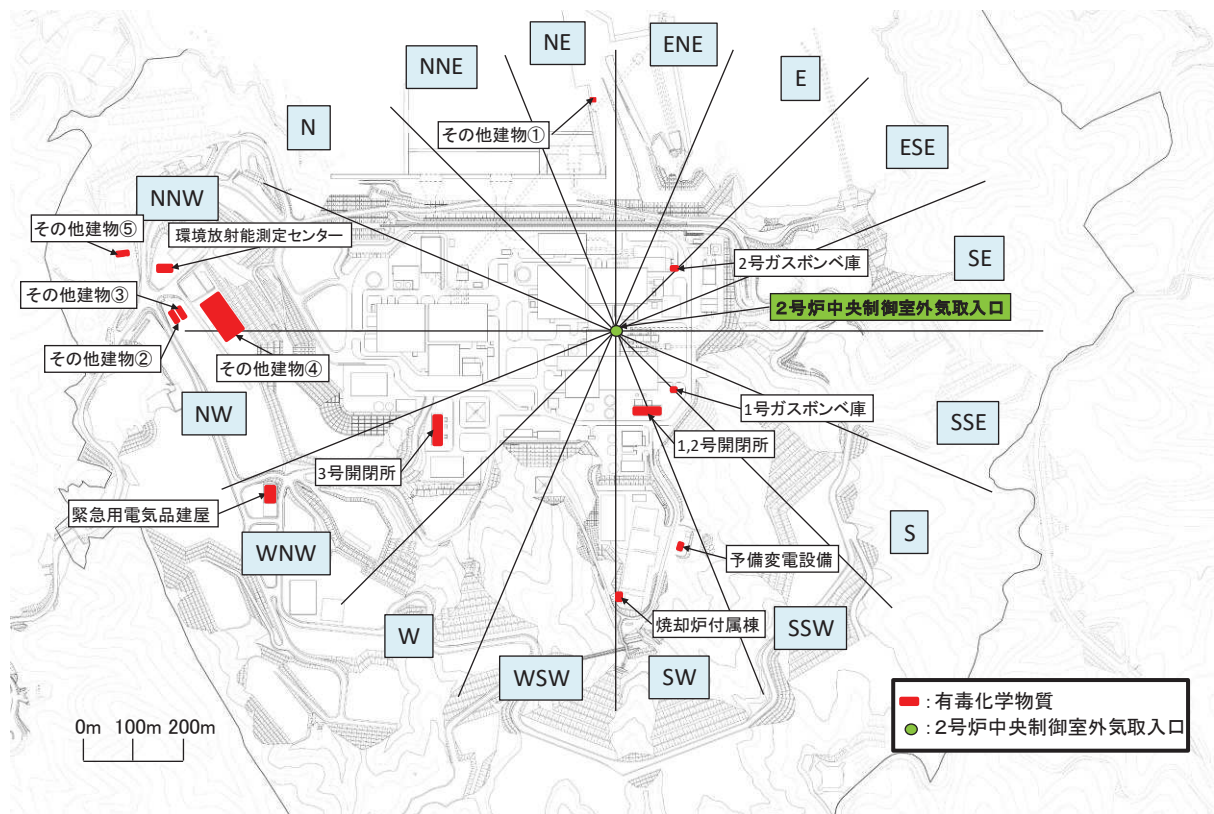 NE
ENE
NNE
E
その他建物①
N
ESE
NNW
その他建物⑤
環境放射能測定センター
SE
2号ガスボンベ庫
その他建物③
2号炉中央制御室外気取入口
その他建物②
その他建物④
NW
1号ガスボンベ庫
SSE
1,2号開閉所
3号開閉所
緊急用電気品建屋
S
WNW
予備変電設備
W
焼却炉付属棟
SSW
WSW
SW
:有毒化学物質
:2号炉中央制御室外気取入口
0m 100m 200m